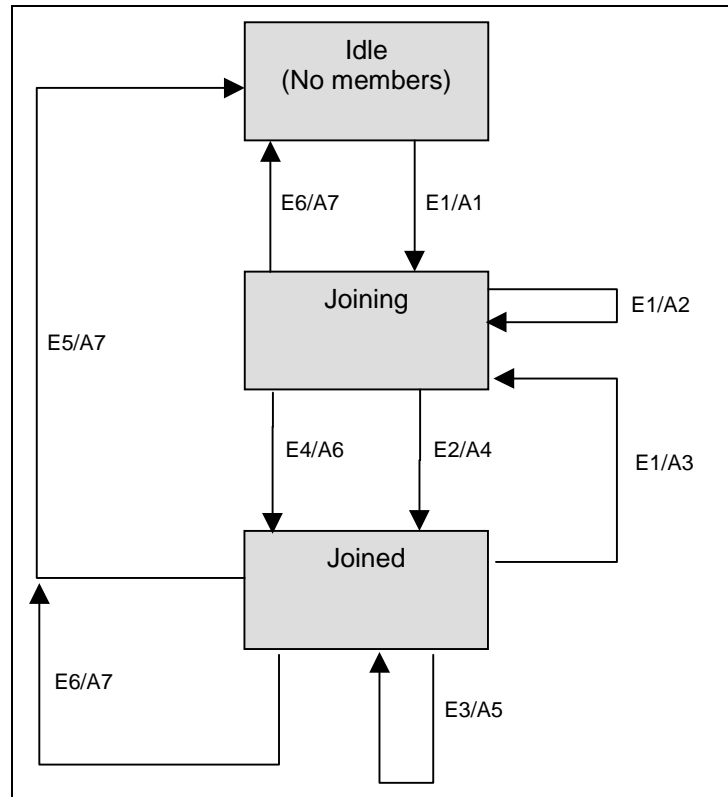 Idle
(No members)
E6/A7
E1/A1
Joining
E1/A2
E5/A7
E4/A6
E2/A4
E1/A3
Joined
E6/A7
E3/A5